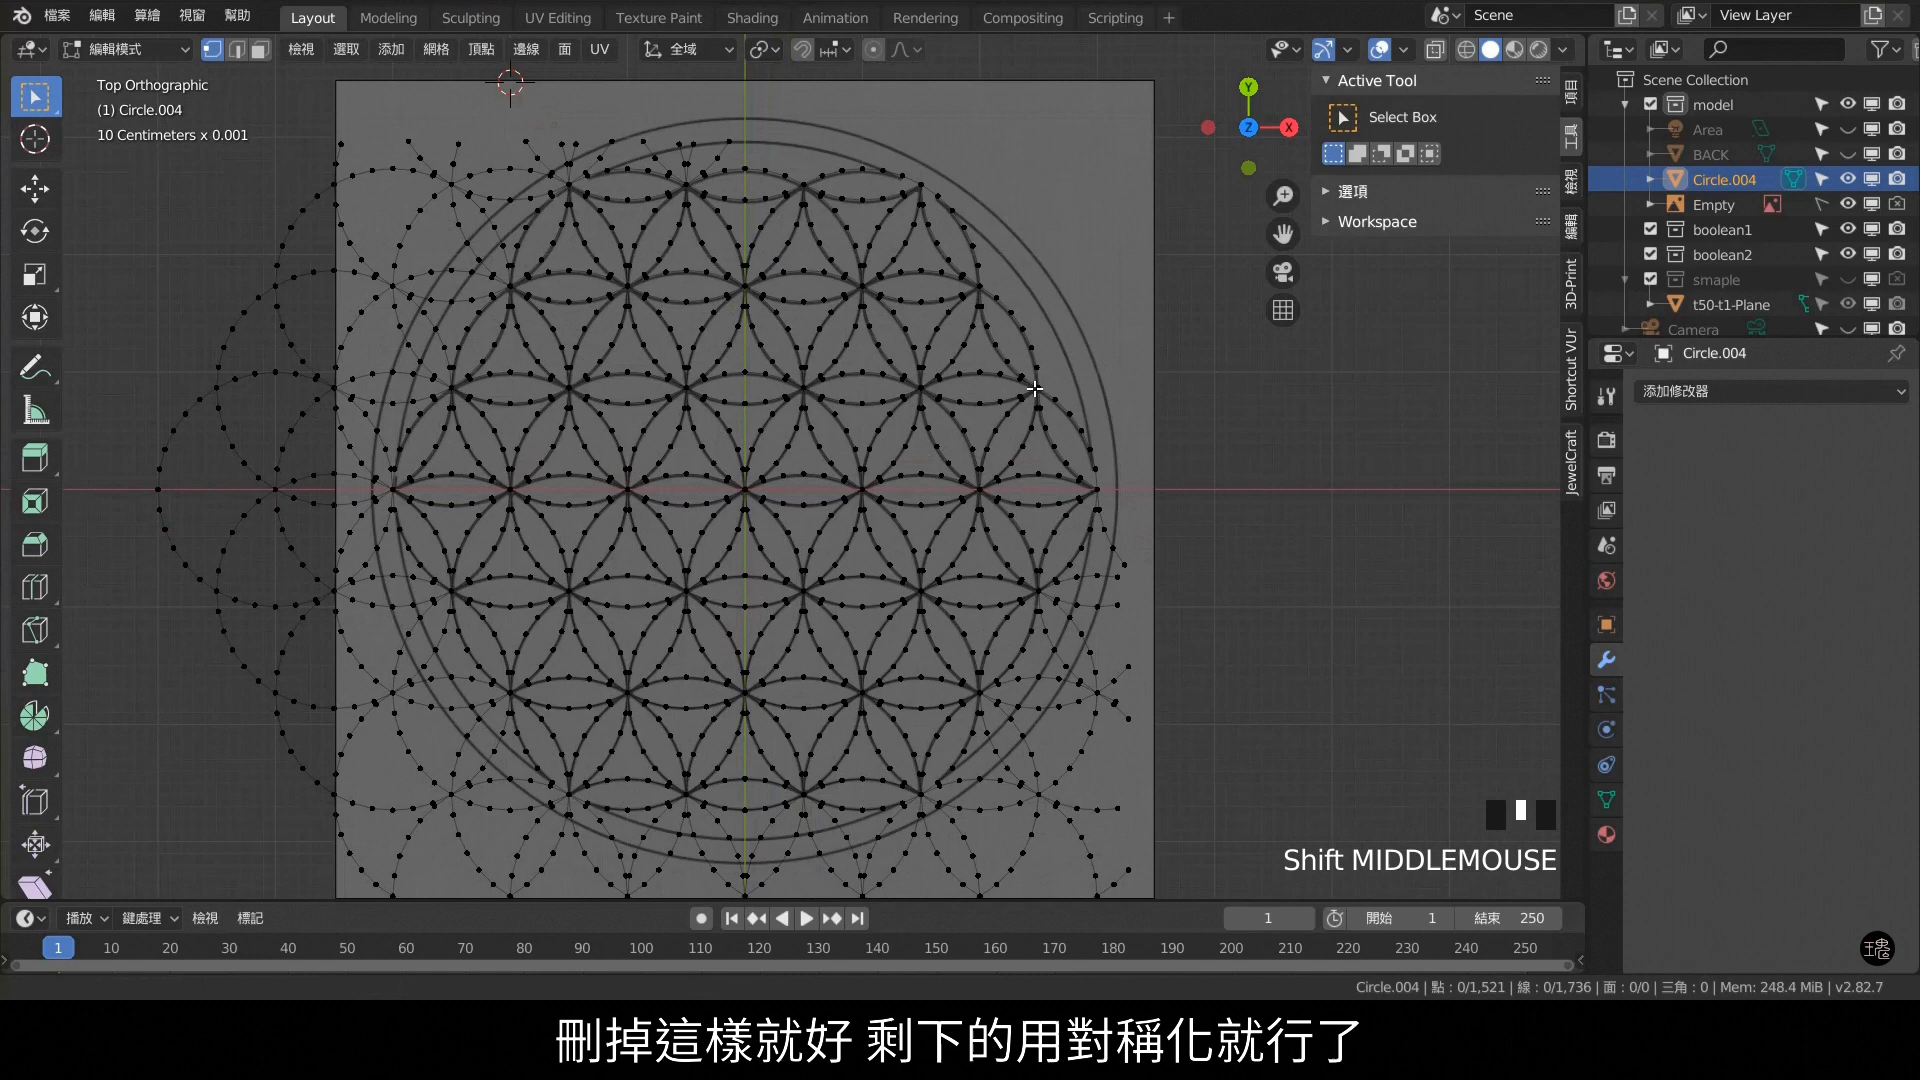 檔案 編輯 算繪 視窗 幫助 Layout Modeling Sculpting UV Editing Texture Paint Shading Animation Rendering Compositing Scripting Scene View Layer
編輯模式 檢視 選取 添加 網格 頂點 邊線 面 UV 全域
Top Orthographic
(1) Circle.004
10 Centimeters x 0.001
Y
X
Z
Active Tool
Select Box
選項
Workspace
項目
工具
檢視
編輯
3D-Print
Shortcut VUr
JewelCraft
Scene Collection
model
Area
BACK
Circle.004
Empty
boolean1
boolean2
smaple
t50-t1-Plane
Camera
Circle.004
添加修改器
Shift MIDDLEMOUSE
播放 鍵處理 檢視 標記 1 開始 1 結束 250
1 10 20 30 40 50 60 70 80 90 100 110 120 130 140 150 160 170 180 190 200 210 220 230 240 250
Circle.004 | 點 : 0/1,521 | 線 : 0/1,736 | 面 : 0/0 | 三角 : 0 | Mem: 248.4 MiB | v2.82.7
刪掉這樣就好 剩下的用對稱化就行了